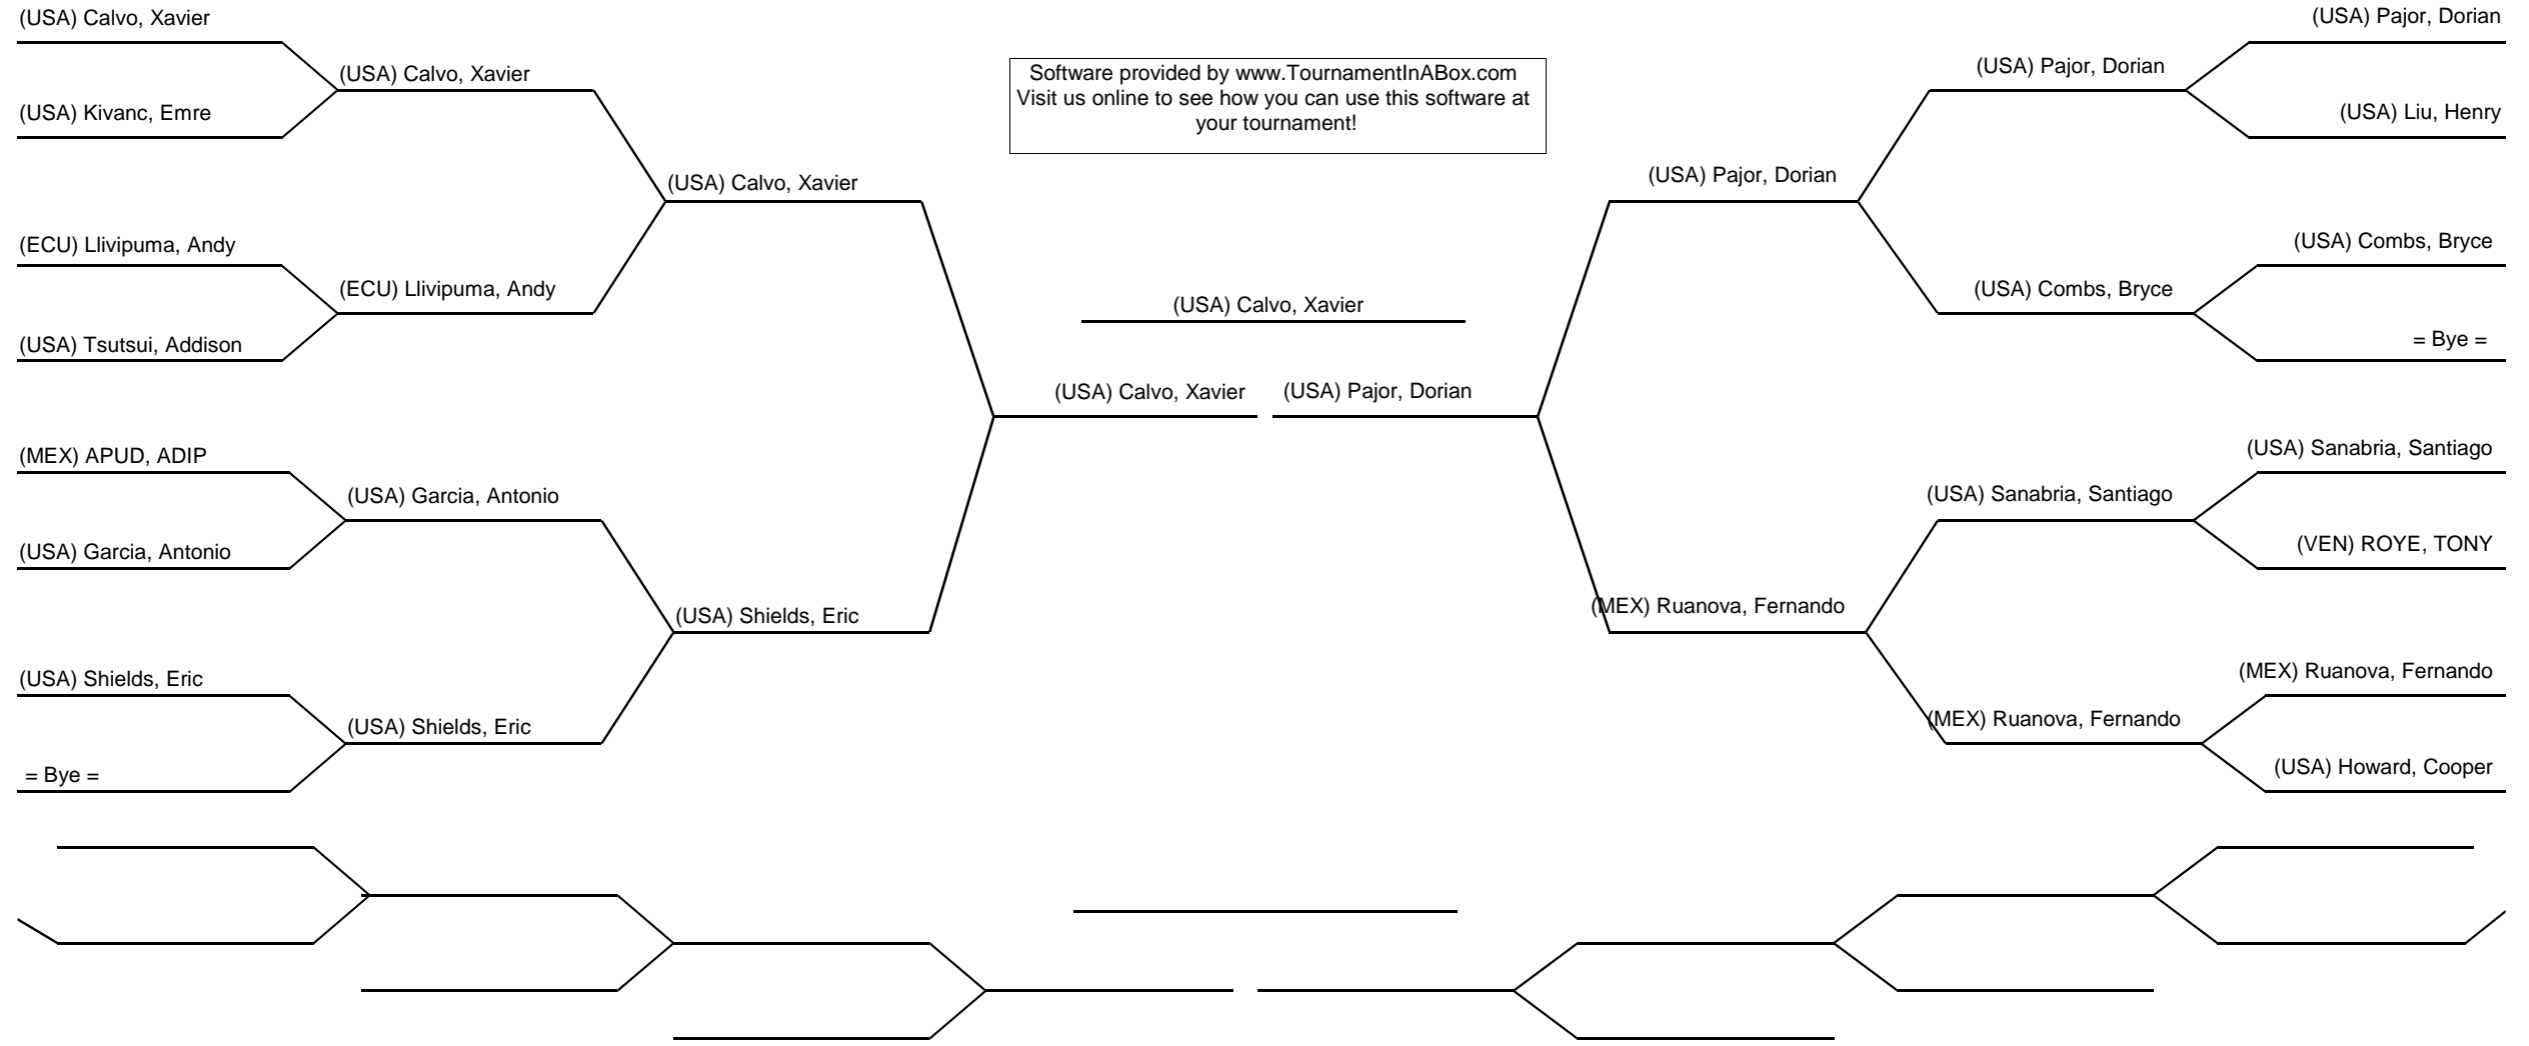 (USA) Calvo, Xavier
(USA) Kivanc, Emre
(ECU) Llivipuma, Andy
(USA) Tsutsui, Addison
(MEX) APUD, ADIP
(USA) Garcia, Antonio
(USA) Shields, Eric
= Bye =
(USA) Calvo, Xavier
(ECU) Llivipuma, Andy
(USA) Garcia, Antonio
(USA) Shields, Eric
(USA) Calvo, Xavier
(USA) Shields, Eric
Software provided by www.TournamentInABox.com
Visit us online to see how you can use this software at
your tournament!
(USA) Calvo, Xavier
(USA) Calvo, Xavier
(USA) Pajor, Dorian
(USA) Pajor, Dorian
(MEX) Ruanova, Fernando
(USA) Pajor, Dorian
(USA) Combs, Bryce
(USA) Sanabria, Santiago
(MEX) Ruanova, Fernando
(USA) Pajor, Dorian
(USA) Liu, Henry
(USA) Combs, Bryce
= Bye =
(USA) Sanabria, Santiago
(VEN) ROYE, TONY
(MEX) Ruanova, Fernando
(USA) Howard, Cooper